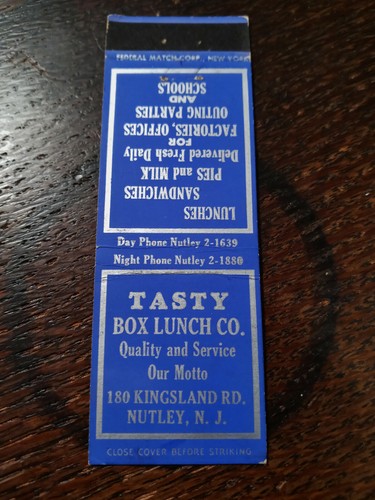 FEDERAL MATCH CORP., NEW YORK
LUNCHES
SANDWICHES
PIES and MILK
Delivered Fresh Daily
FOR
FACTORIES, OFFICES
OUTING PARTIES
AND
SCHOOLS
Day Phone Nutley 2-1639
Night Phone Nutley 2-1880
TASTY
BOX LUNCH CO.
Quality and Service
Our Motto
180 KINGSLAND RD.
NUTLEY, N. J.
CLOSE COVER BEFORE STRIKING